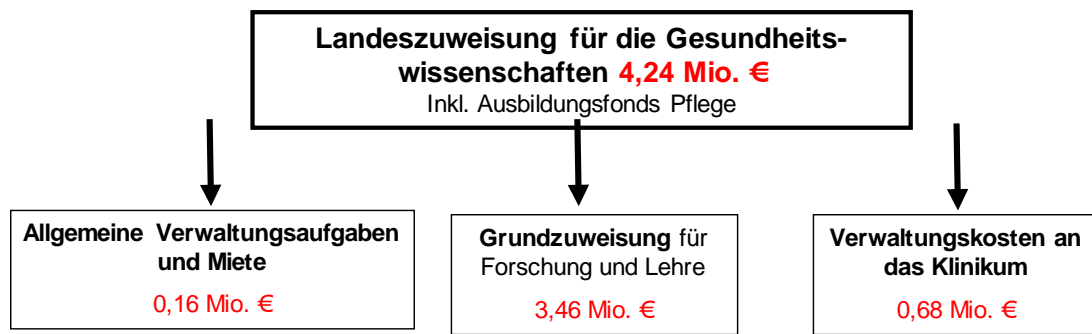 Landeszuweisung für die Gesundheits-
wissenschaften 4,24 Mio. €
Inkl. Ausbildungsfonds Pflege
Allgemeine Verwaltungsaufgaben
und Miete
0,16 Mio. €
Grundzuweisung für
Forschung und Lehre
3,46 Mio. €
Verwaltungskosten an
das Klinikum
0,68 Mio. €